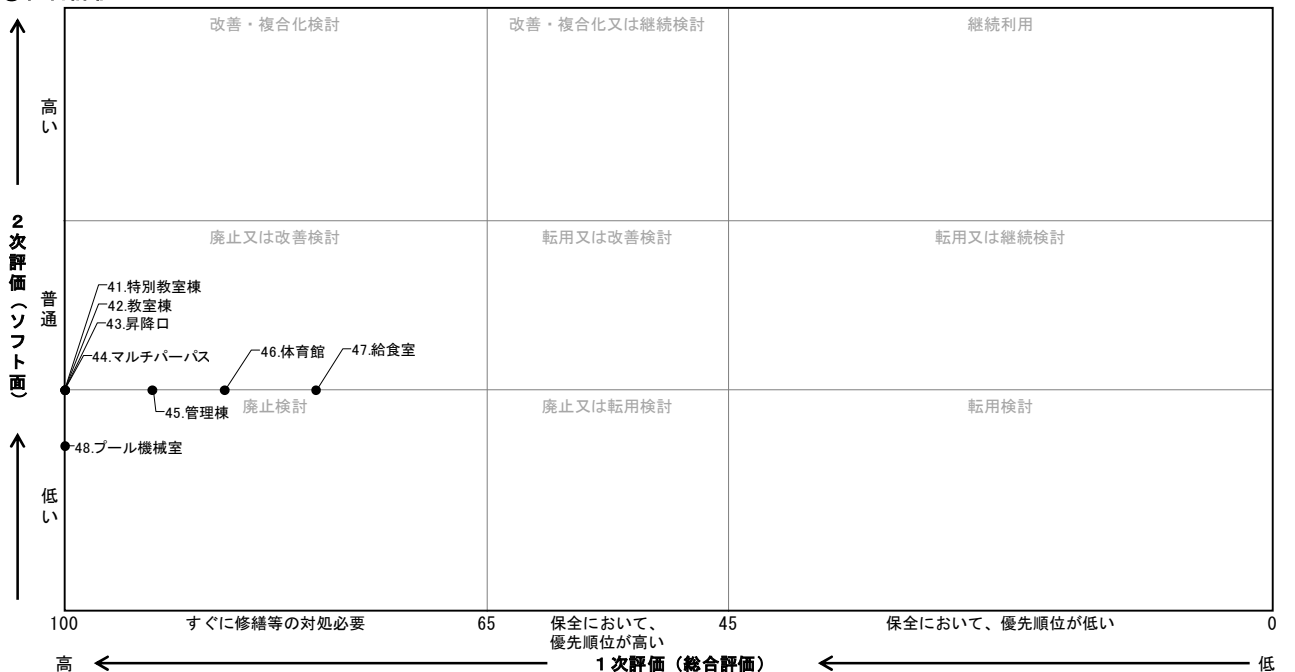 改善・複合化検討
改善・複合化又は継続検討
継続利用
高い
廃止又は改善検討
転用又は改善検討
転用又は継続検討
2次評価（ソフト面）
普通
41.特別教室棟
42.教室棟
43.昇降口
44.マルチパーパス
46.体育館
47.給食室
45.管理棟
廃止検討
廃止又は転用検討
転用検討
48.プール機械室
低い
100
すぐに修繕等の対処必要
65
保全において、
優先順位が高い
45
保全において、優先順位が低い
0
高
1次評価（総合評価）
低